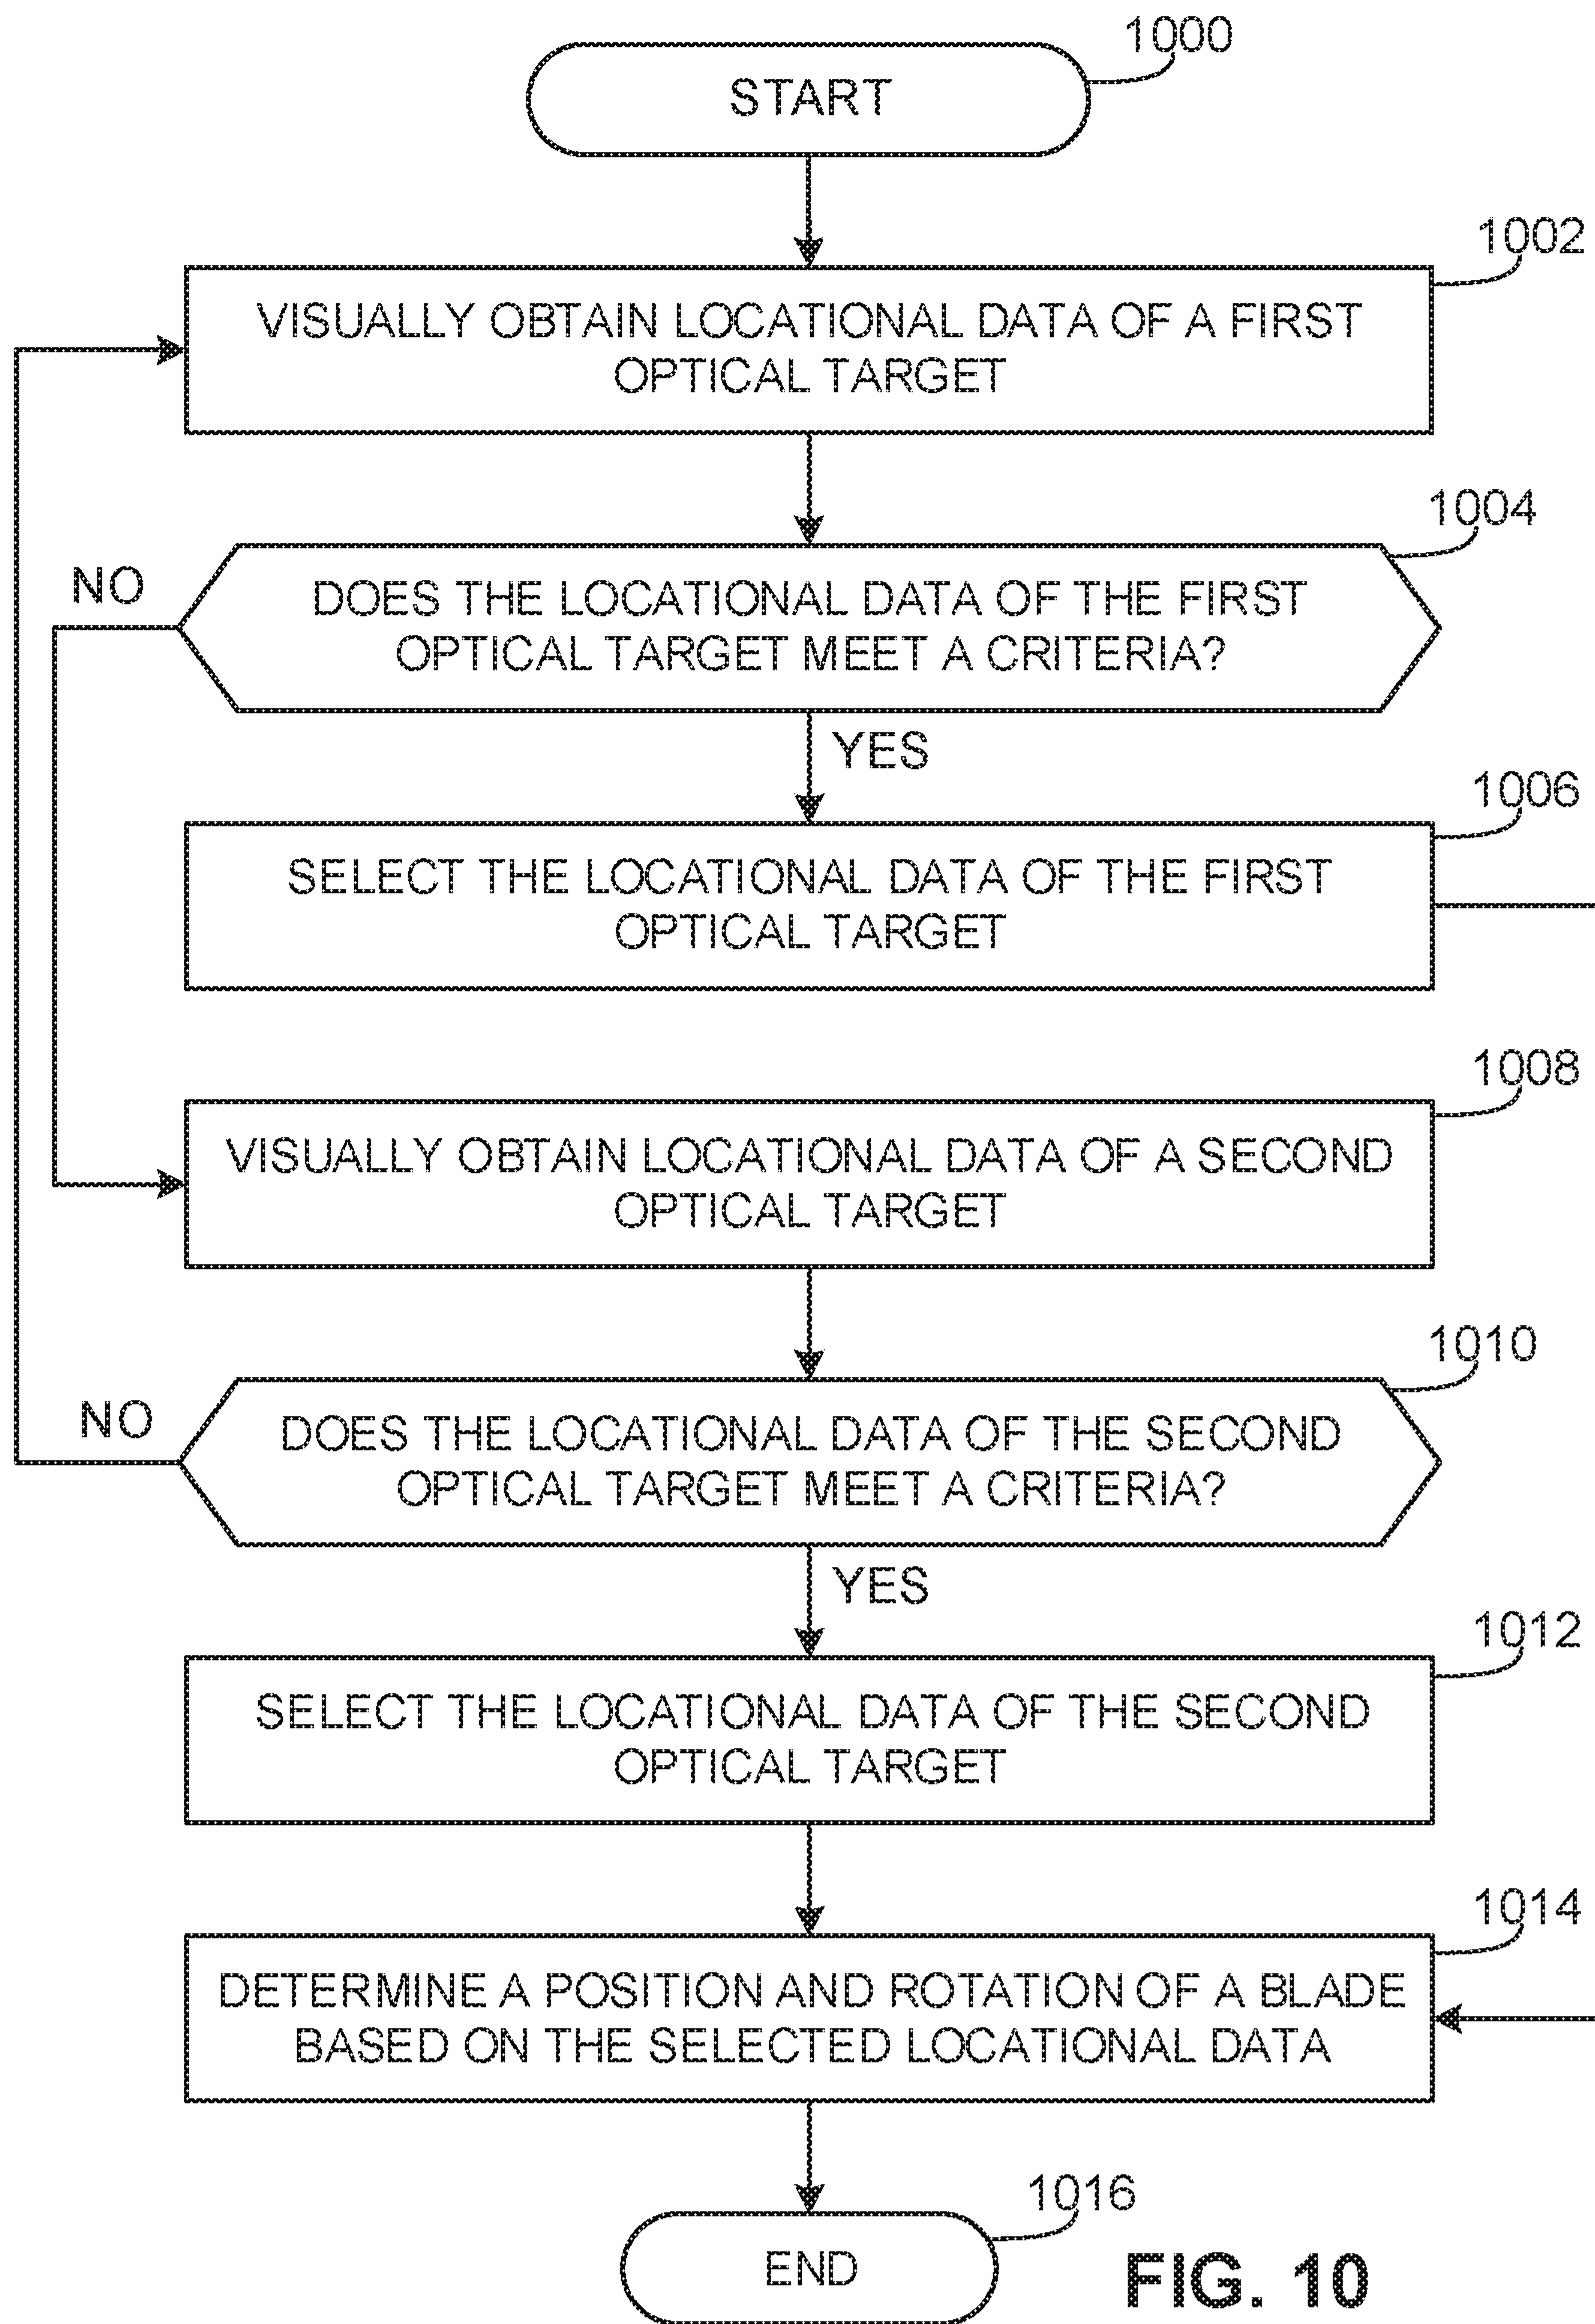 1000
START
1002
VISUALLY OBTAIN LOCATIONAL DATA OF A FIRST
OPTICAL TARGET
1004
NO
DOES THE LOCATIONAL DATA OF THE FIRST
OPTICAL TARGET MEET A CRITERIA?
YES
1006
SELECT THE LOCATIONAL DATA OF THE FIRST
OPTICAL TARGET
1008
VISUALLY OBTAIN LOCATIONAL DATA OF A SECOND
OPTICAL TARGET
1010
NO
DOES THE LOCATIONAL DATA OF THE SECOND
OPTICAL TARGET MEET A CRITERIA?
YES
1012
SELECT THE LOCATIONAL DATA OF THE SECOND
OPTICAL TARGET
1014
DETERMINE A POSITION AND ROTATION OF A BLADE
BASED ON THE SELECTED LOCATIONAL DATA
1016
END
FIG. 10